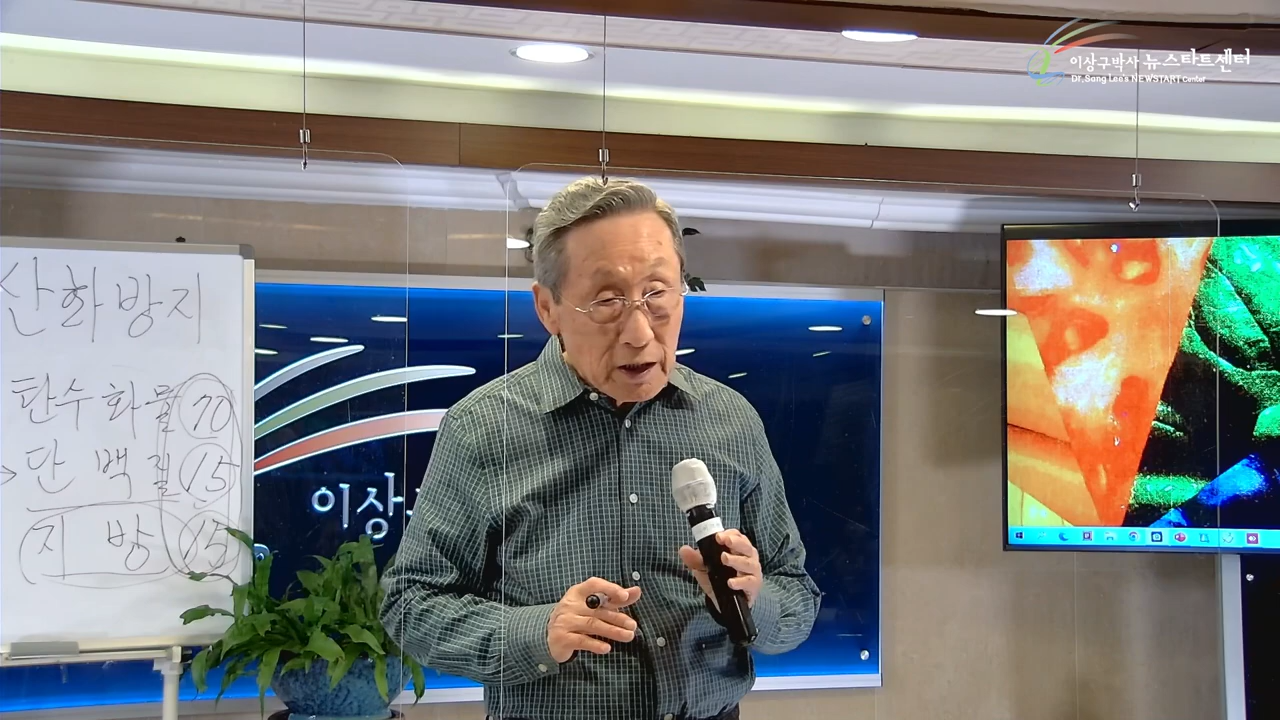 이상구박사 뉴스타트센터
Dr. Sang Lee's NEWSTART Center
산화방지
탄수화물 70
단백질 15
지방 15
이상